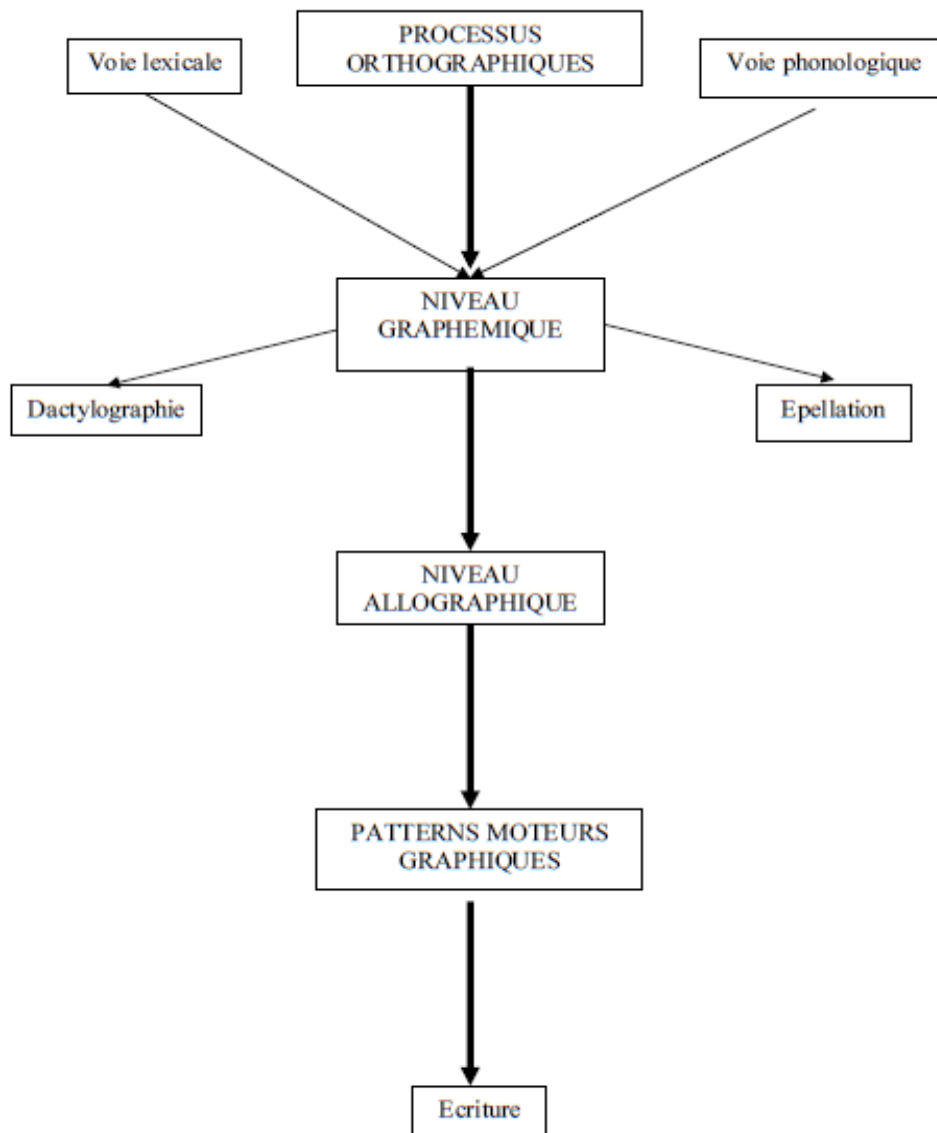 PROCESSUS
ORTHOGRAPHIQUES
Voie lexicale
Voie phonologique
NIVEAU
GRAPHEMIQUE
Dactylographie
Epellation
NIVEAU
ALLOGRAPHIQUE
PATTERNS MOTEURS
GRAPHIQUES
Ecriture